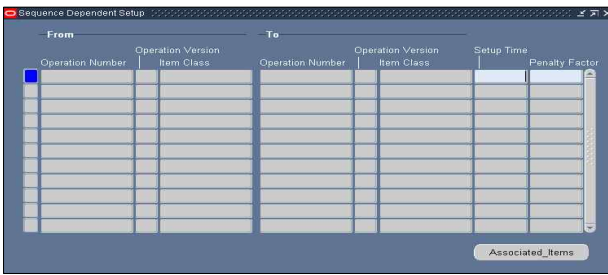 Sequence Dependent Setup
From To
Operation Version Operation Version Setup Time
Operation Number Item Class Operation Number Item Class Penalty Factor
Associated_Items